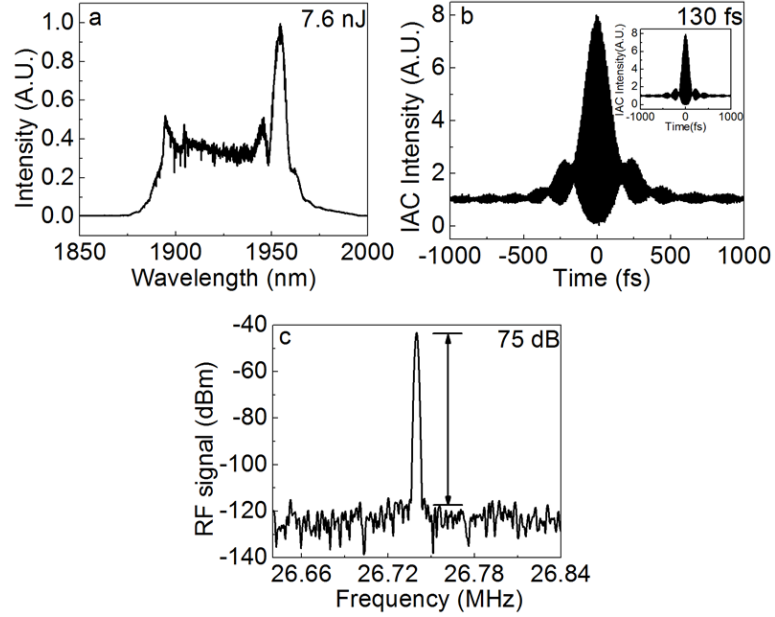 a
7.6 nJ
1.0
0.8
0.6
0.4
0.2
0.0
Intensity (A.U.)
1850
1900
1950
2000
Wavelength (nm)
b
130 fs
8
6
4
2
0
IAC Intensity (A.U.)
-1000
-500
0
500
1000
Time (fs)
8
6
4
2
0
IAC Intensity(A.U.)
-1000
0
1000
Time(fs)
c
75 dB
-40
-60
-80
-100
-120
-140
RF signal (dBm)
26.66
26.72
26.78
26.84
Frequency (MHz)